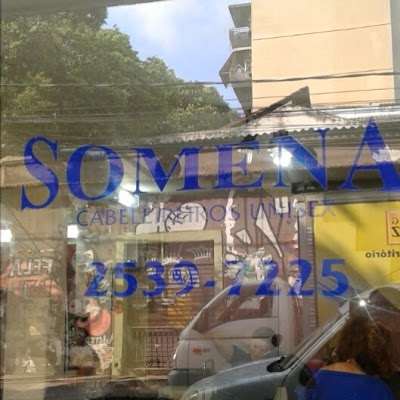 SOMENA
CABELEIREIROS UNISEX
2539-7225